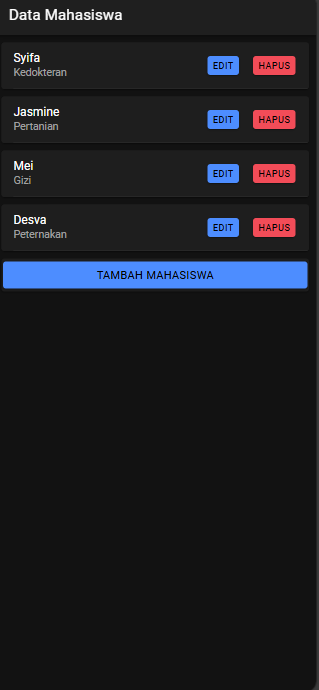 Data Mahasiswa
Syifa
Kedokteran
EDIT HAPUS
Jasmine
Pertanian
EDIT HAPUS
Mei
Gizi
EDIT HAPUS
Desva
Peternakan
EDIT HAPUS
TAMBAH MAHASISWA